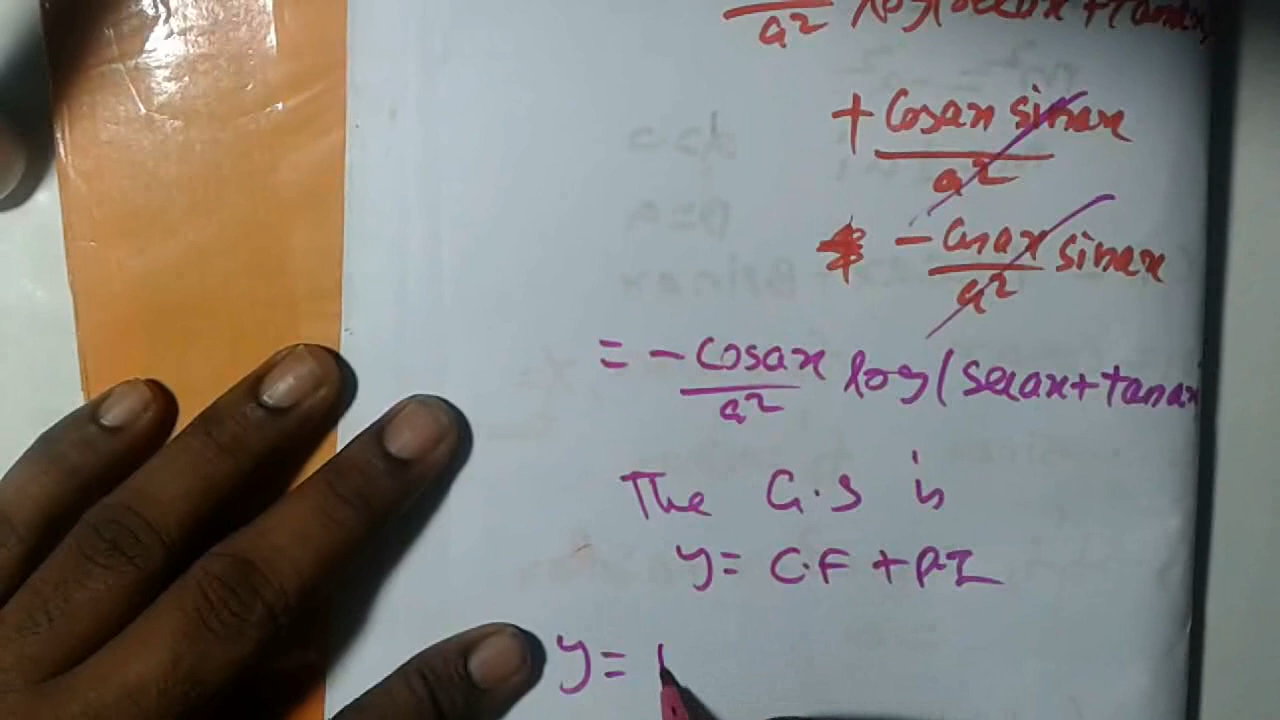 a² log(secax + tanax
+ cosax sinax
a²
- cosax sinax
a²
= - cosax log(secax + tanax
a²
The G.S is
y = C.F + P.I
y =